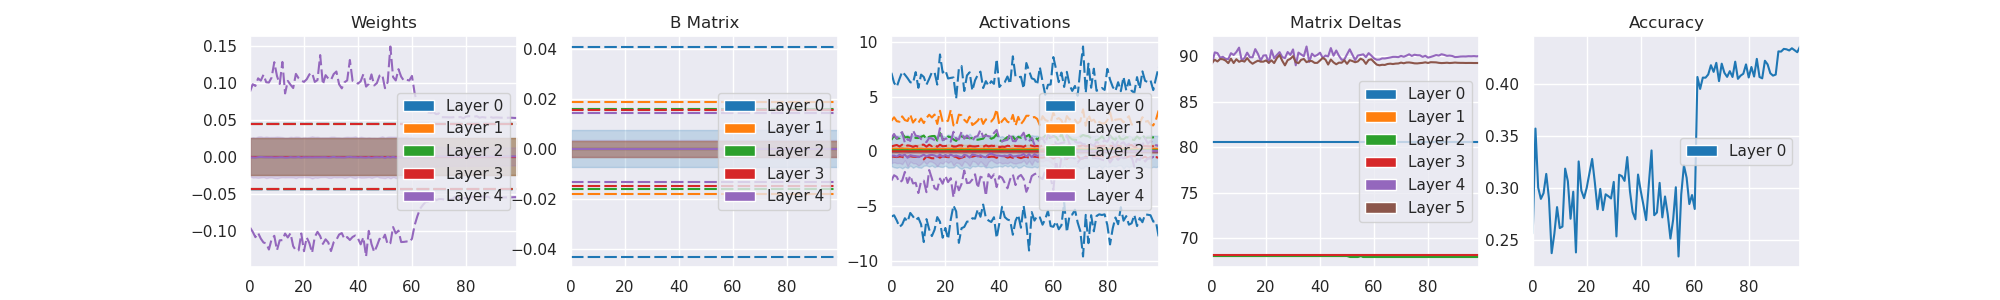 Weights
0.15
0.10
0.05
0.00
−0.05
−0.10
0 20 40 60 80
Layer 0
Layer 1
Layer 2
Layer 3
Layer 4
B Matrix
0.04
0.02
0.00
−0.02
−0.04
0 20 40 60 80
Layer 0
Layer 1
Layer 2
Layer 3
Layer 4
Activations
10
5
0
−5
−10
0 20 40 60 80
Layer 0
Layer 1
Layer 2
Layer 3
Layer 4
Matrix Deltas
90
85
80
75
70
0 20 40 60 80
Layer 0
Layer 1
Layer 2
Layer 3
Layer 4
Layer 5
Accuracy
0.40
0.35
0.30
0.25
0 20 40 60 80
Layer 0